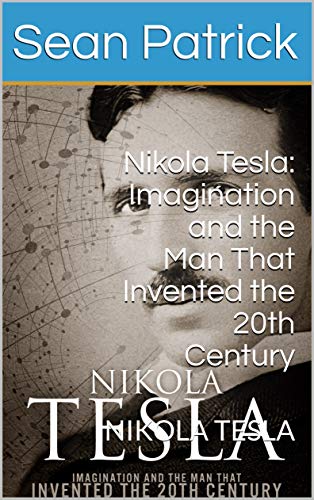 Sean Patrick
Nikola Tesla:
Imagination
and the
Man That
Invented the
20th
Century
NIKOLA
TESLA
NIKOLA TESLA
IMAGINATION AND THE MAN THAT
INVENTED THE 20TH CENTURY